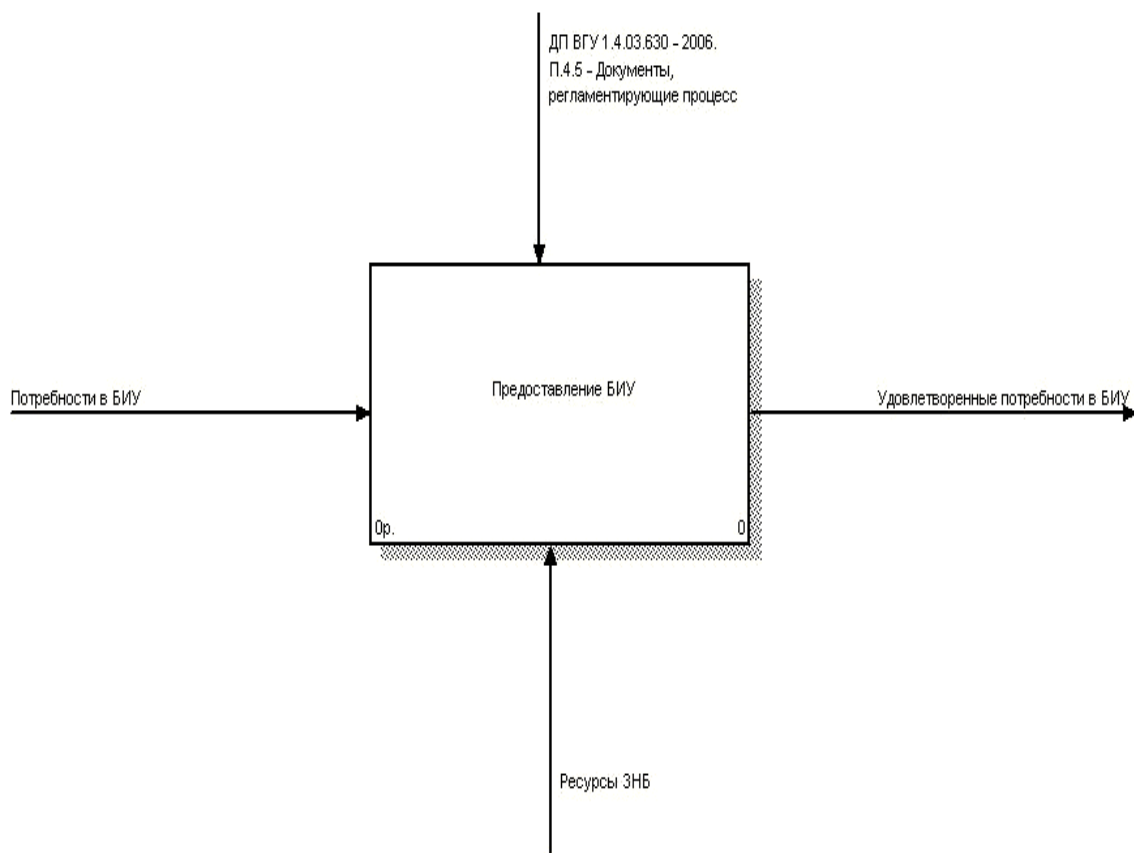 ДП ВГУ 1.4.03.630 - 2006.
П.4.5 - Документы,
регламентирующие процесс
Потребности в БИУ
Предоставление БИУ
Удовлетворенные потребности в БИУ
0р.
0
Ресурсы ЗНБ